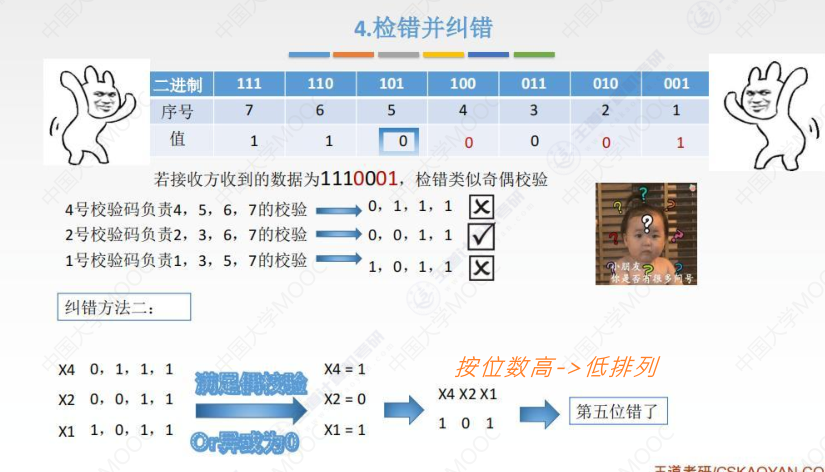 4.检错并纠错
二进制 111 110 101 100 011 010 001
序号 7 6 5 4 3 2 1
值 1 1 0 0 0 0 1
若接收方收到的数据为1110001，检错类似奇偶校验
4号校验码负责4，5，6，7的校验 0，1，1，1
2号校验码负责2，3，6，7的校验 0，0，1，1
1号校验码负责1，3，5，7的校验 1，0，1，1
小朋友
你是否有很多问号
纠错方法二：
按位数高->低排列
X4 0，1，1，1 满足偶校验 X4 = 1
X2 0，0，1，1 X2 = 0 X4 X2 X1
X1 1，0，1，1 Or异或为0 X1 = 1 1 0 1 第五位错了
王道考研/CSKAOYAN.CO